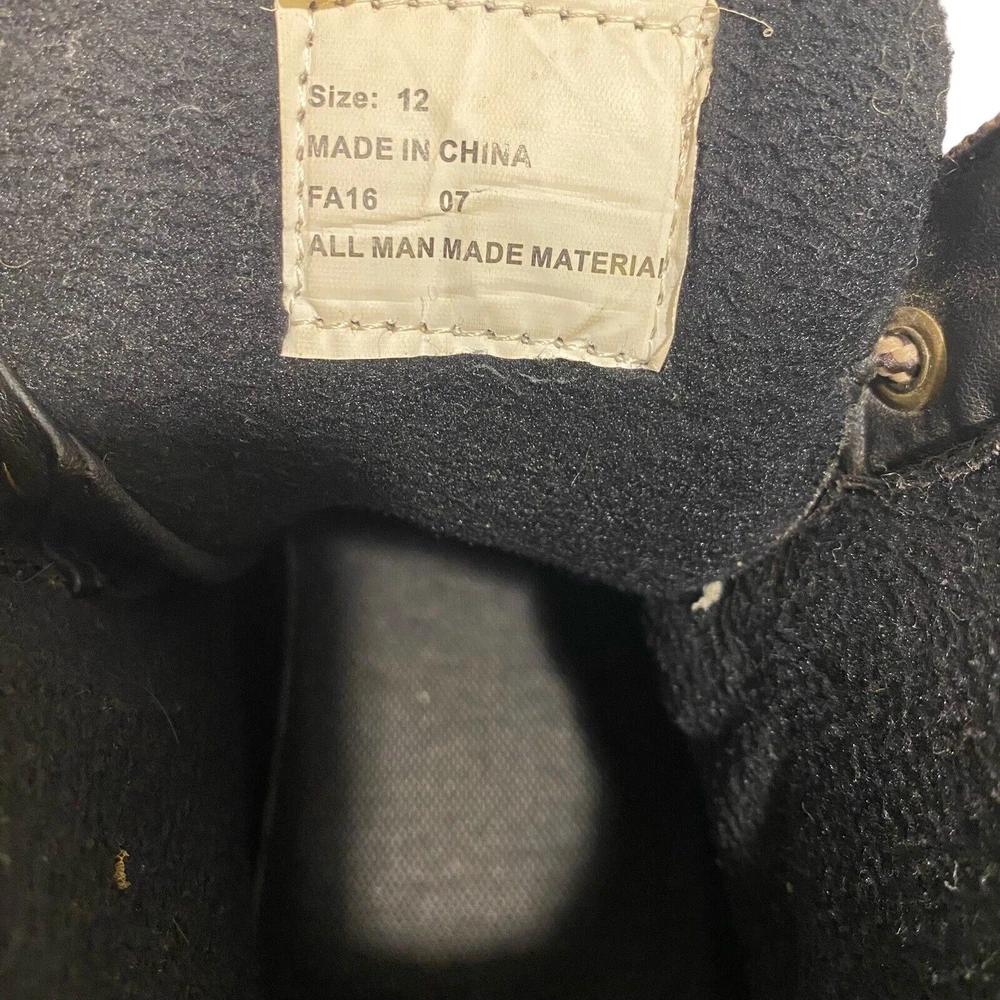 Size: 12
MADE IN CHINA
FA16 07
ALL MAN MADE MATERIAL